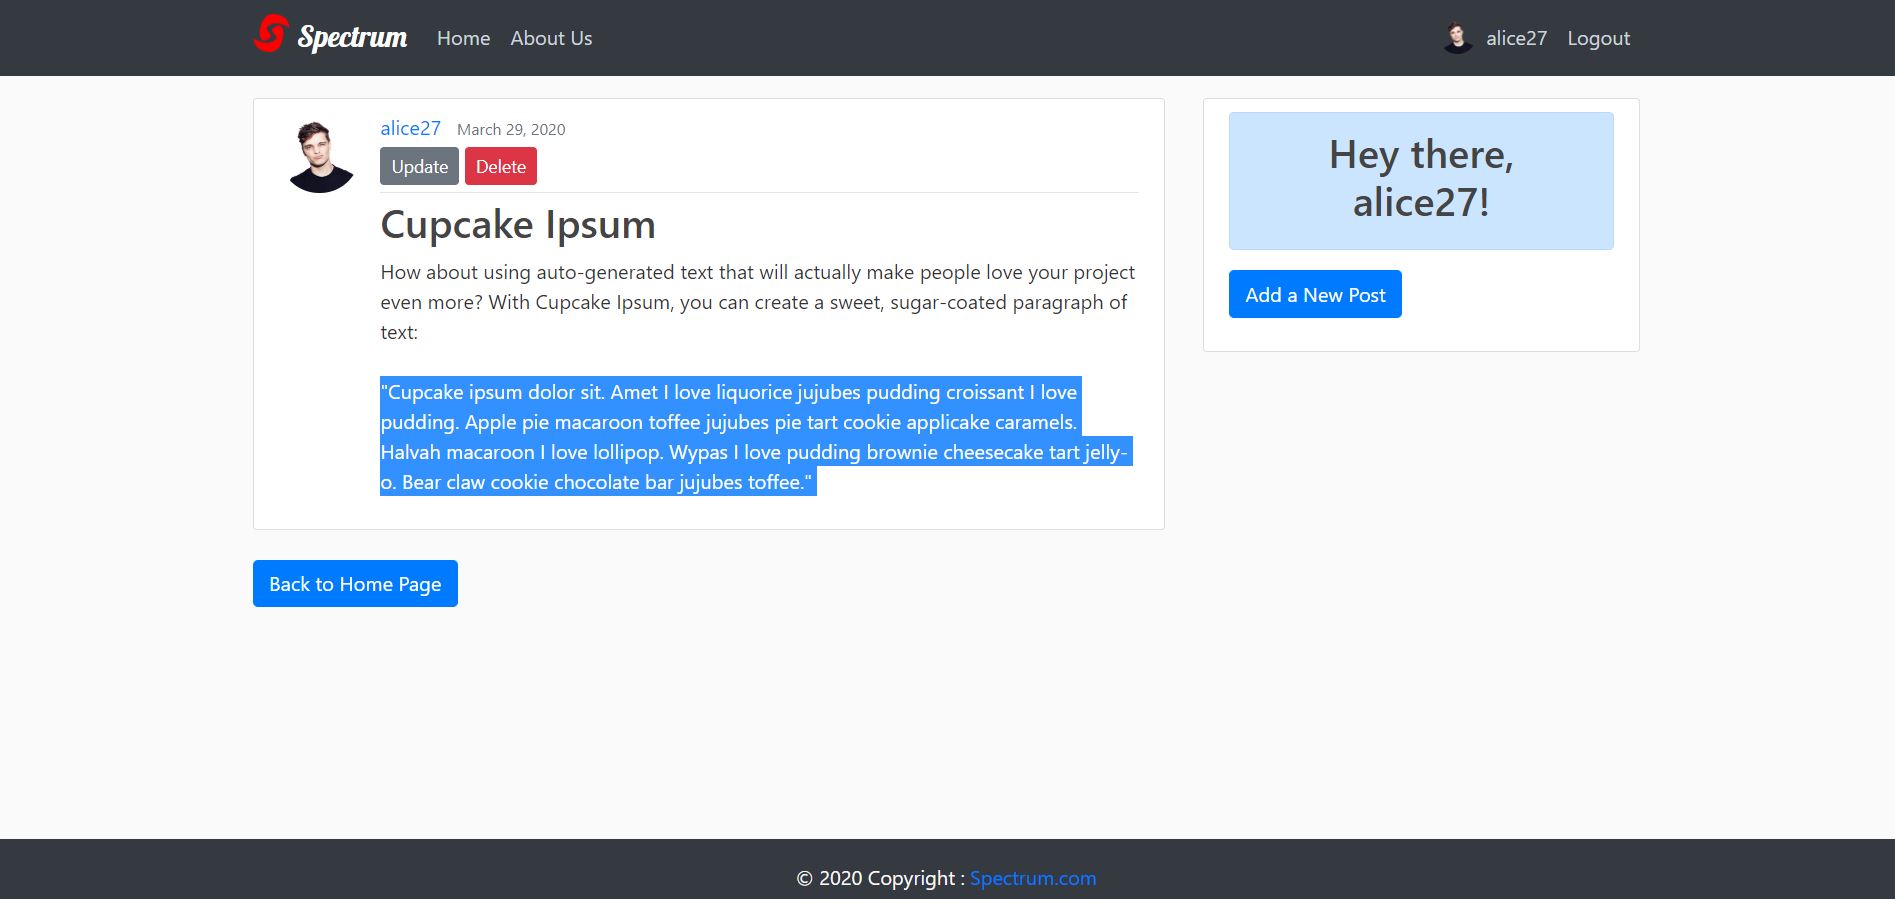 Spectrum Home About Us alice27 Logout
alice27 March 29, 2020
Update Delete
Cupcake Ipsum
How about using auto-generated text that will actually make people love your project
even more? With Cupcake Ipsum, you can create a sweet, sugar-coated paragraph of
text:
"Cupcake ipsum dolor sit. Amet I love liquorice jujubes pudding croissant I love
pudding. Apple pie macaroon toffee jujubes pie tart cookie applicake caramels.
Halvah macaroon I love lollipop. Wypas I love pudding brownie cheesecake tart jelly-
o. Bear claw cookie chocolate bar jujubes toffee."
Back to Home Page
Hey there,
alice27!
Add a New Post
© 2020 Copyright : Spectrum.com